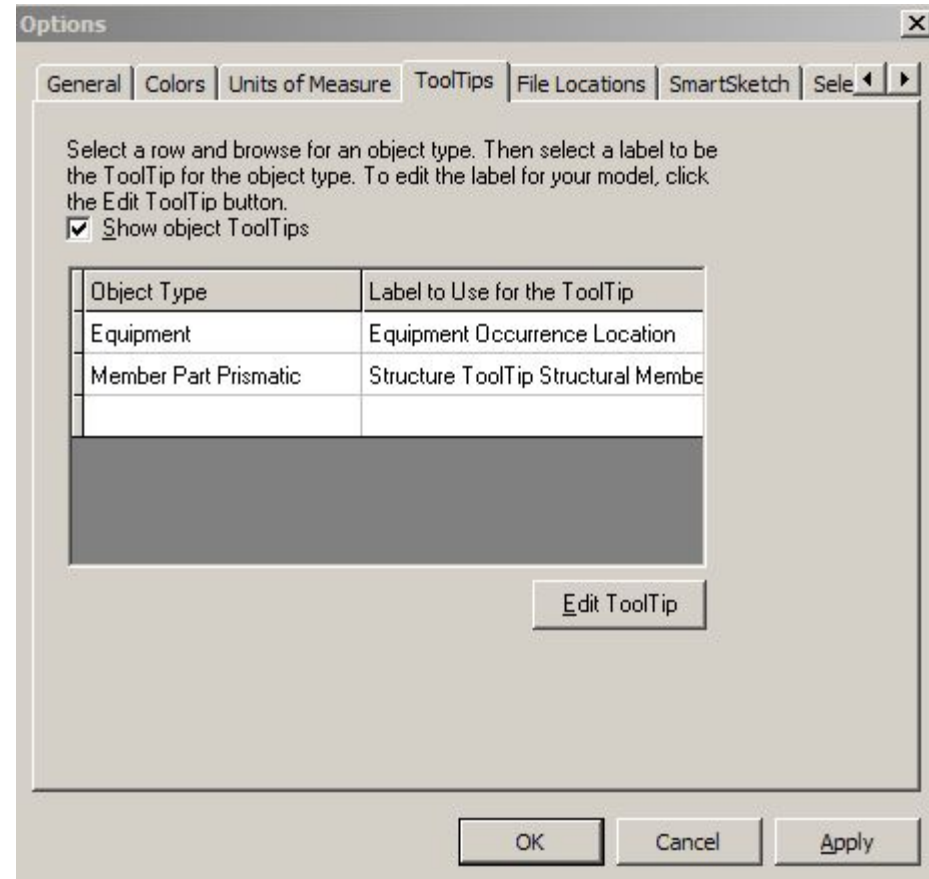 Options
General Colors Units of Measure ToolTips File Locations SmartSketch Sele
Select a row and browse for an object type. Then select a label to be
the ToolTip for the object type. To edit the label for your model, click
the Edit ToolTip button.
Show object ToolTips
Object Type Label to Use for the ToolTip
Equipment Equipment Occurrence Location
Member Part Prismatic Structure ToolTip Structural Membe
Edit ToolTip
OK Cancel Apply